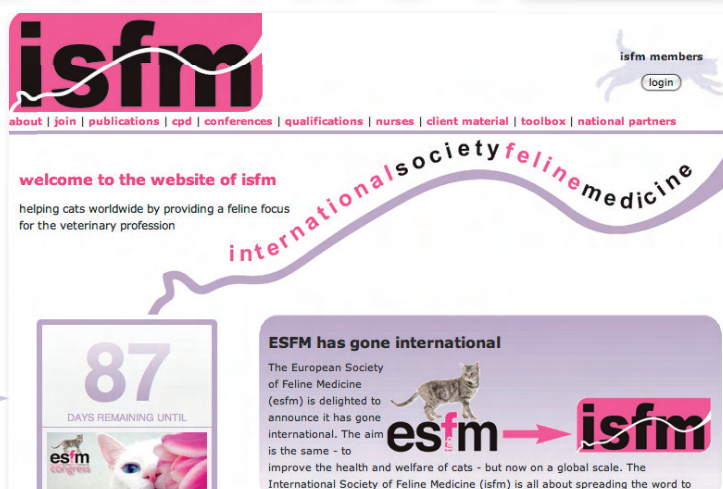 isfm
isfm members
login
about | join | publications | cpd | conferences | qualifications | nurses | client material | toolbox | national partners
internationalsocietyfelinemedicine
welcome to the website of isfm
helping cats worldwide by providing a feline focus
for the veterinary profession
87
DAYS REMAINING UNTIL
esfm
congress
ESFM has gone international
The European Society
of Feline Medicine
(esfm) is delighted to
announce it has gone
international. The aim
is the same - to
esfm
isfm
improve the health and welfare of cats - but now on a global scale. The
International Society of Feline Medicine (isfm) is all about spreading the word to